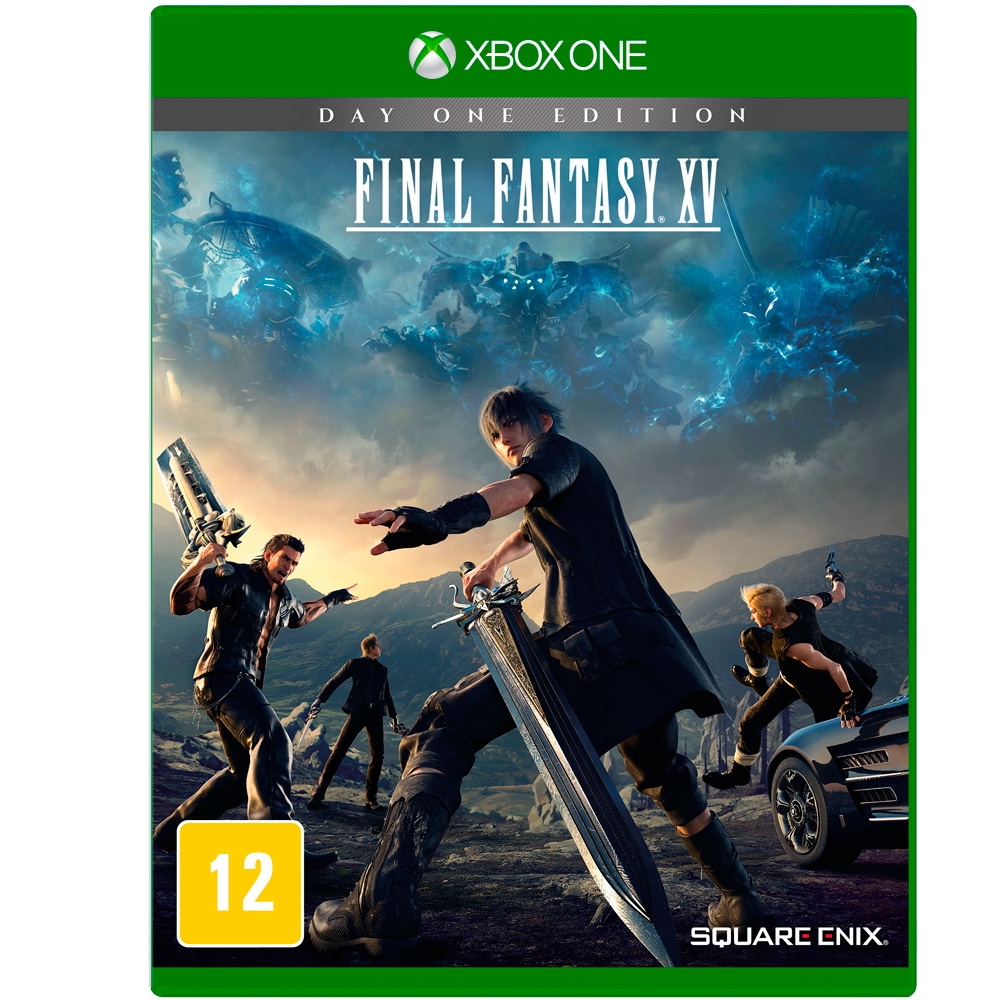 XBOX ONE
DAY ONE EDITION
FINAL FANTASY® XV
12
SQUARE ENIX®